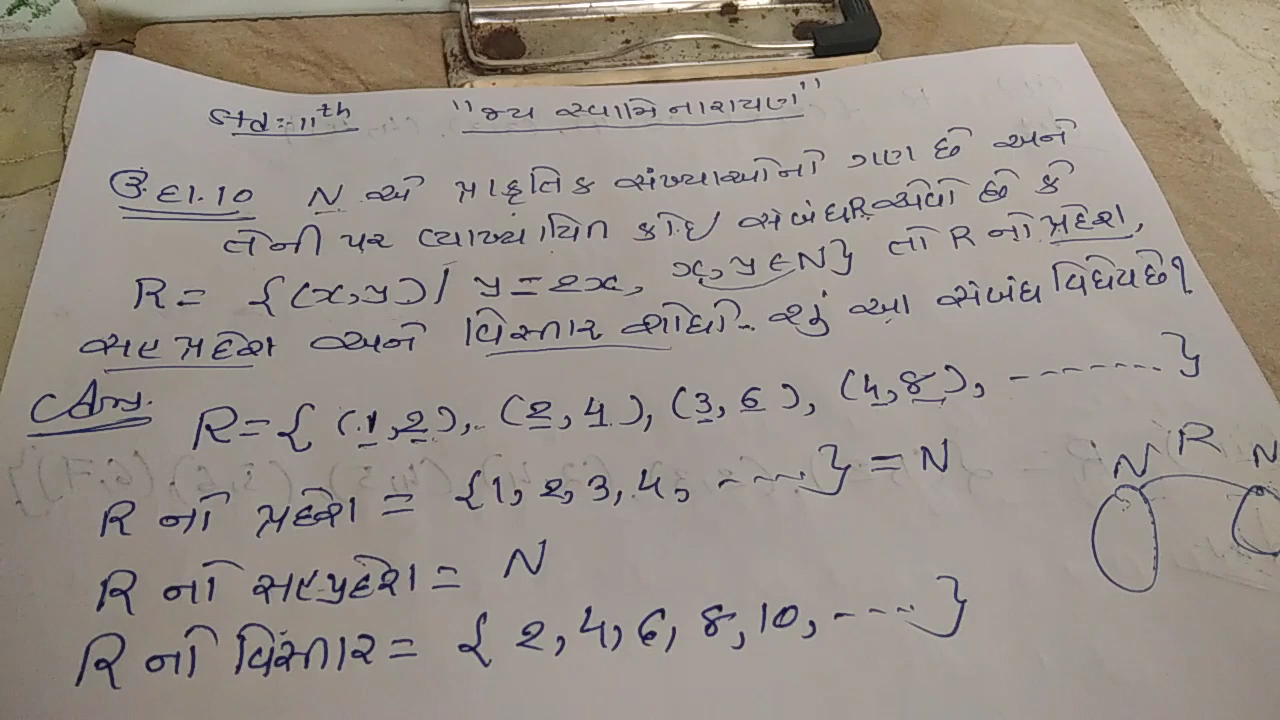 Std:-11th "જય સ્વામિનારાયણ"
ઉ.દા.10 N એ પ્રાકૃતિક સંખ્યાઓનો ગણ છે અને
તેની પર વ્યાખ્યાયિત કોઇ સંબંધ R એવો છે કે
R = {(x,y) / y = 2x, x,y ∈ N} તો R નો પ્રદેશ,
સહપ્રદેશ અને વિસ્તાર શોધો. શું આ સંબંધ વિધેય છે?
Ans. R = { (1,2), (2,4), (3,6), (4,8), -------- }
N R N
R નો પ્રદેશ = {1, 2, 3, 4, ----} = N
R નો સહપ્રદેશ = N
R નો વિસ્તાર = { 2, 4, 6, 8, 10, ---- }